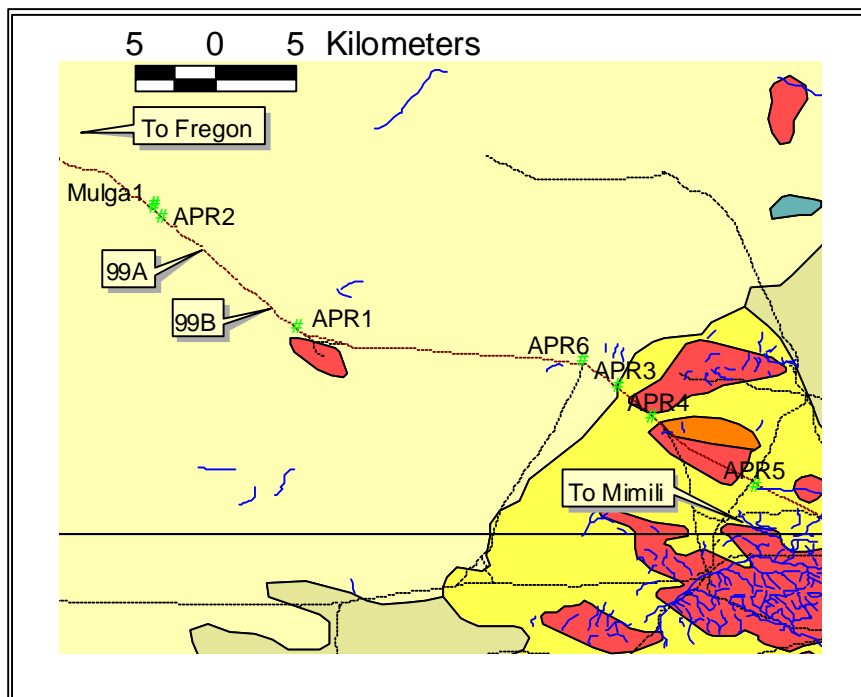 5 0 5 Kilometers
To Fregon
Mulga1
APR2
99A
99B
APR1
APR6
APR3
APR4
APR5
To Mimili